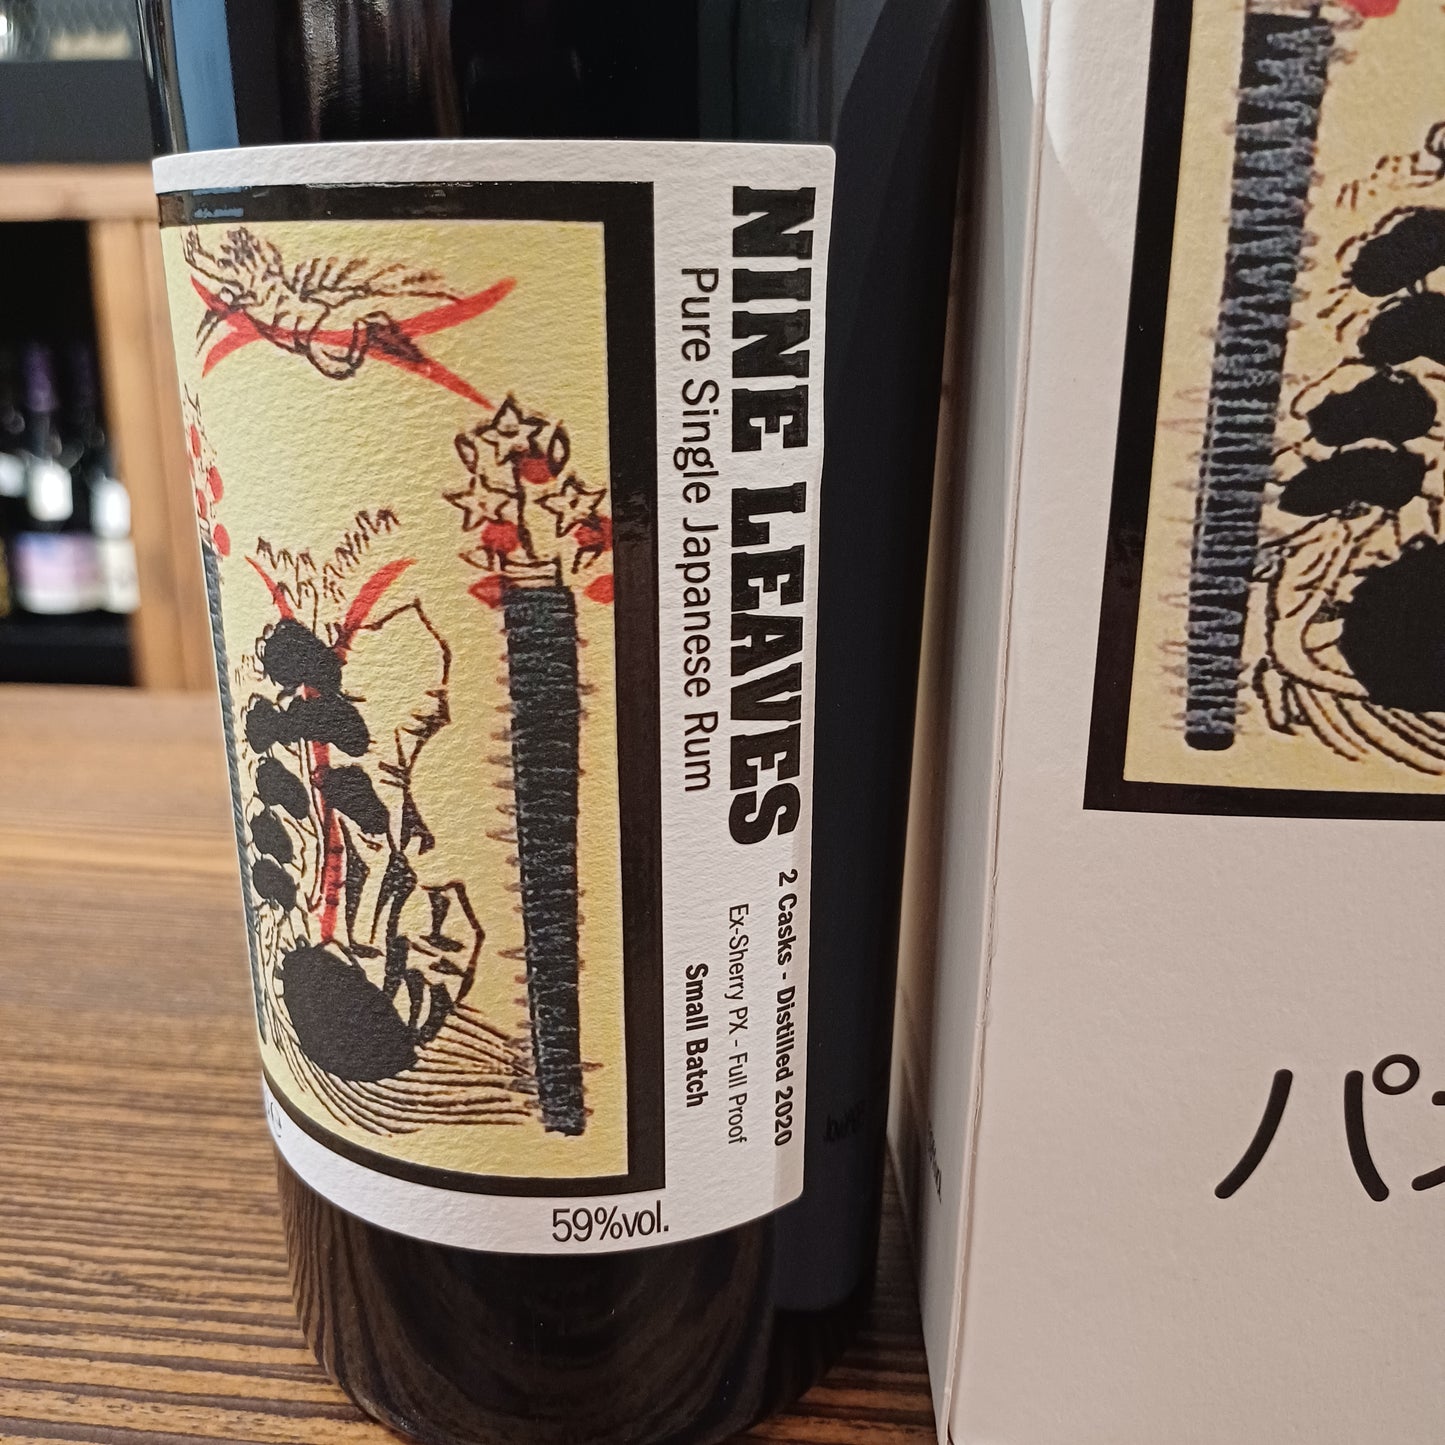 NINE LEAVES
Pure Single Japanese Rum
2 Casks - Distilled 2020
Ex-Sherry PX - Full Proof
Small Batch
59%vol.